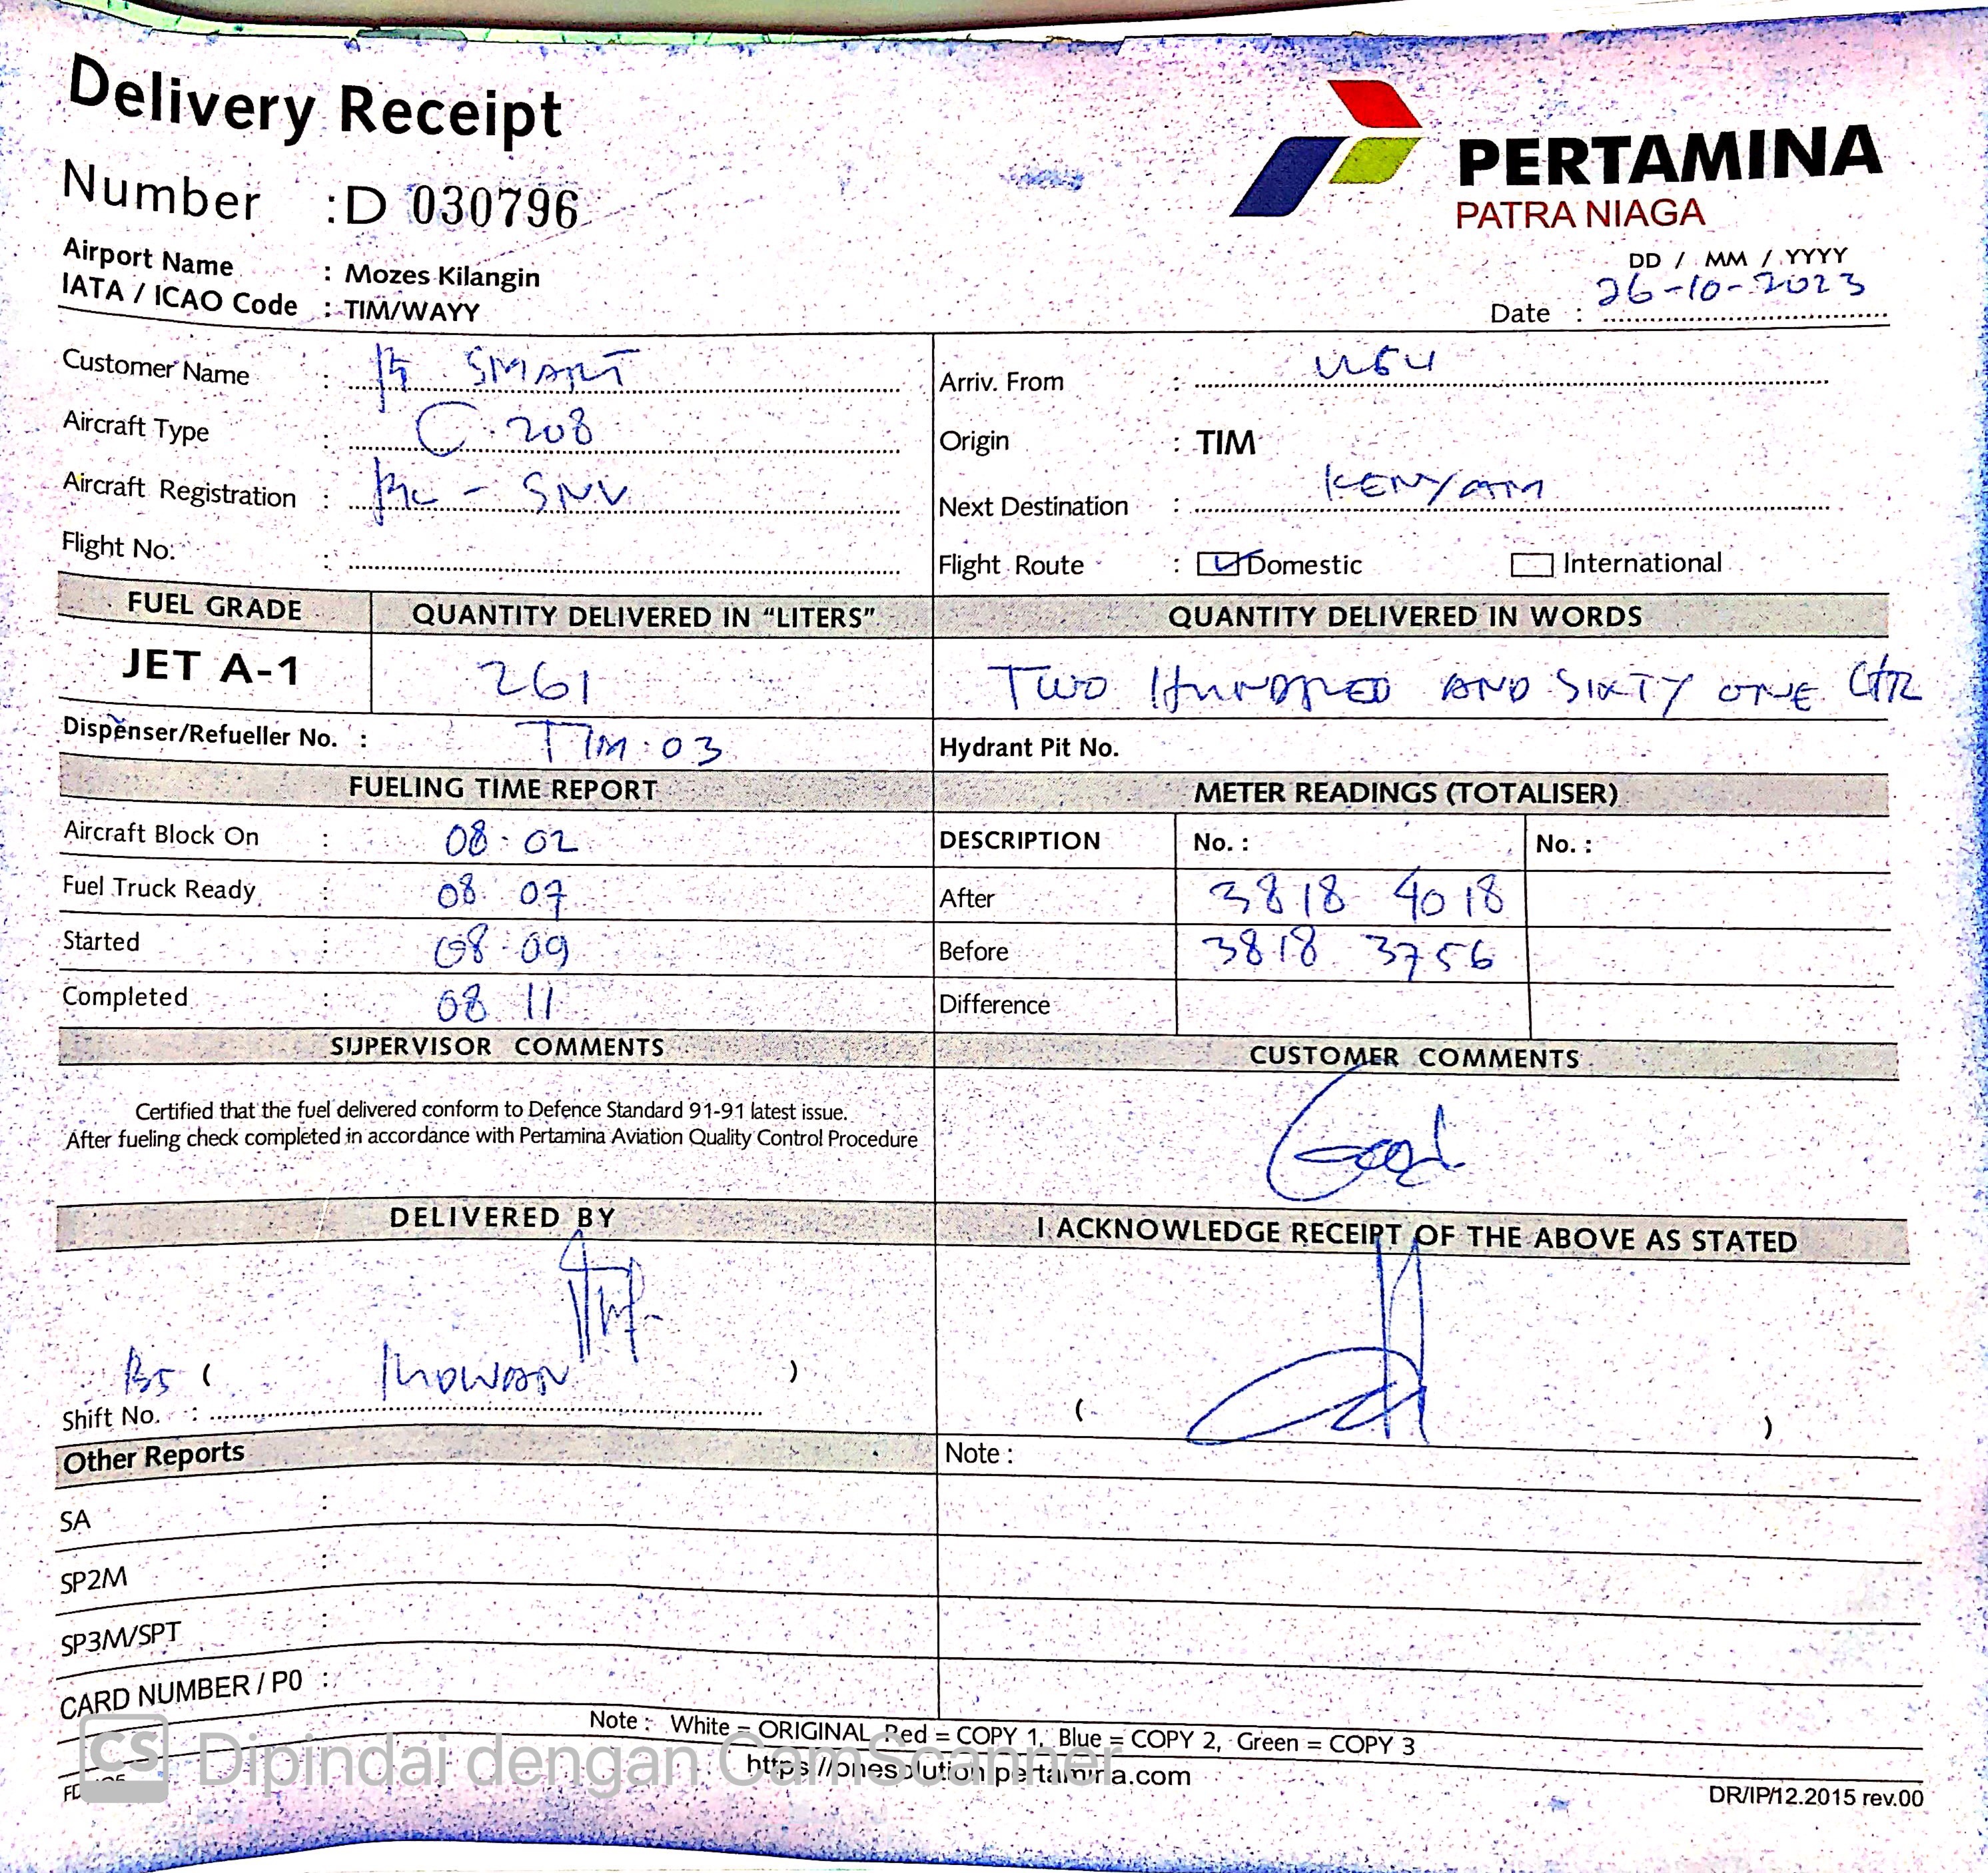 Delivery Receipt
Number : D 030796
PERTAMINA
PATRA NIAGA
Airport Name : Mozes Kilangin
IATA / ICAO Code : TIM/WAYY
DD / MM / YYYY
Date : 26-10-2023
Customer Name : PT SMART
Arriv. From :
Aircraft Type : C-208
Origin : TIM
Aircraft Registration : PK - SNV
Next Destination : KENYAM
Flight No. :
Flight Route : Domestic International
FUEL GRADE QUANTITY DELIVERED IN "LITERS" QUANTITY DELIVERED IN WORDS
JET A-1 261 TWO HUNDRED AND SIXTY ONE LTR
Dispenser/Refueller No. : TIM.03 Hydrant Pit No.
FUELING TIME REPORT METER READINGS (TOTALISER)
Aircraft Block On : 08.02 DESCRIPTION No. : No. :
Fuel Truck Ready : 08.07 After 3818 4018
Started : 08.09 Before 3818 3756
Completed : 08 11 Difference
SUPERVISOR COMMENTS CUSTOMER COMMENTS
Certified that the fuel delivered conform to Defence Standard 91-91 latest issue.
After fueling check completed in accordance with Pertamina Aviation Quality Control Procedure
Good
DELIVERED BY I ACKNOWLEDGE RECEIPT OF THE ABOVE AS STATED
( ) ( )
Shift No. :
Other Reports Note :
SA :
SP2M :
SP3M/SPT :
CARD NUMBER / P0 :
Note : White = ORIGINAL Red = COPY 1, Blue = COPY 2, Green = COPY 3
https://onesolution.pertamina.com
DR/IP/12.2015 rev.00
CS Dipindai dengan CamScanner